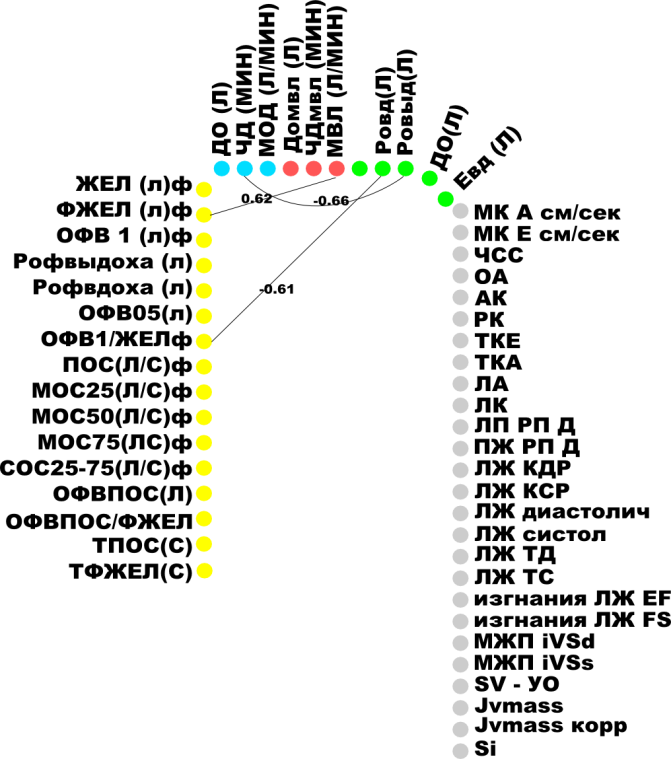 ДО (Л)
ЧД (МИН)
МОД (Л/МИН)
Домвл (Л)
ЧДмвл (МИН)
МВЛ (Л/МИН)
Ровд(Л)
Ровыд(Л)
ДО(Л)
Евд (Л)
ЖЕЛ (л)ф
ФЖЕЛ (л)ф
ОФВ 1 (л)ф
Рофвыдоха (л)
Рофвдоха (л)
ОФВ05(л)
ОФВ1/ЖЕЛф
ПОС(Л/С)ф
МОС25(Л/С)ф
МОС50(Л/С)ф
МОС75(ЛС)ф
СОС25-75(Л/С)ф
ОФВПОС(Л)
ОФВПОС/ФЖЕЛ
ТПОС(С)
ТФЖЕЛ(С)
0.62
-0.66
-0.61
МК А см/сек
МК Е см/сек
ЧСС
ОА
АК
РК
ТКЕ
ТКА
ЛА
ЛК
ЛП РП Д
ПЖ РП Д
ЛЖ КДР
ЛЖ КСР
ЛЖ диастолич
ЛЖ систол
ЛЖ ТД
ЛЖ ТС
изгнания ЛЖ EF
изгнания ЛЖ FS
МЖП iVSd
МЖП iVSs
SV - УО
Jvmass
Jvmass корр
Si